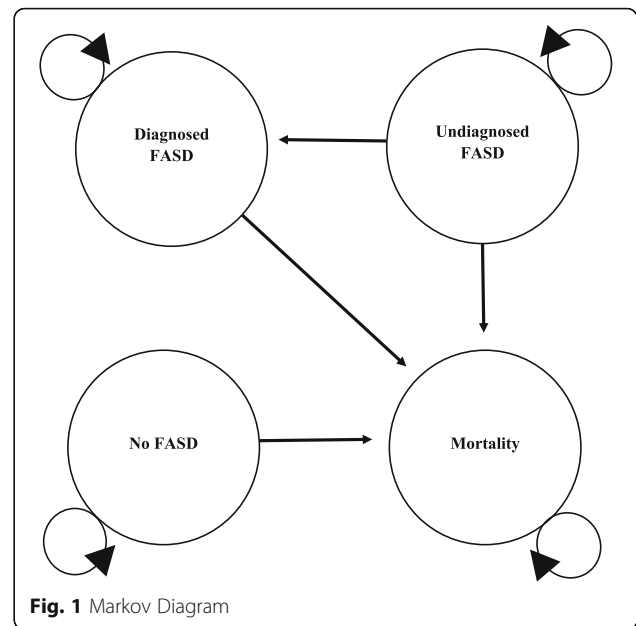 Diagnosed
FASD
Undiagnosed
FASD
No FASD
Mortality
Fig. 1 Markov Diagram